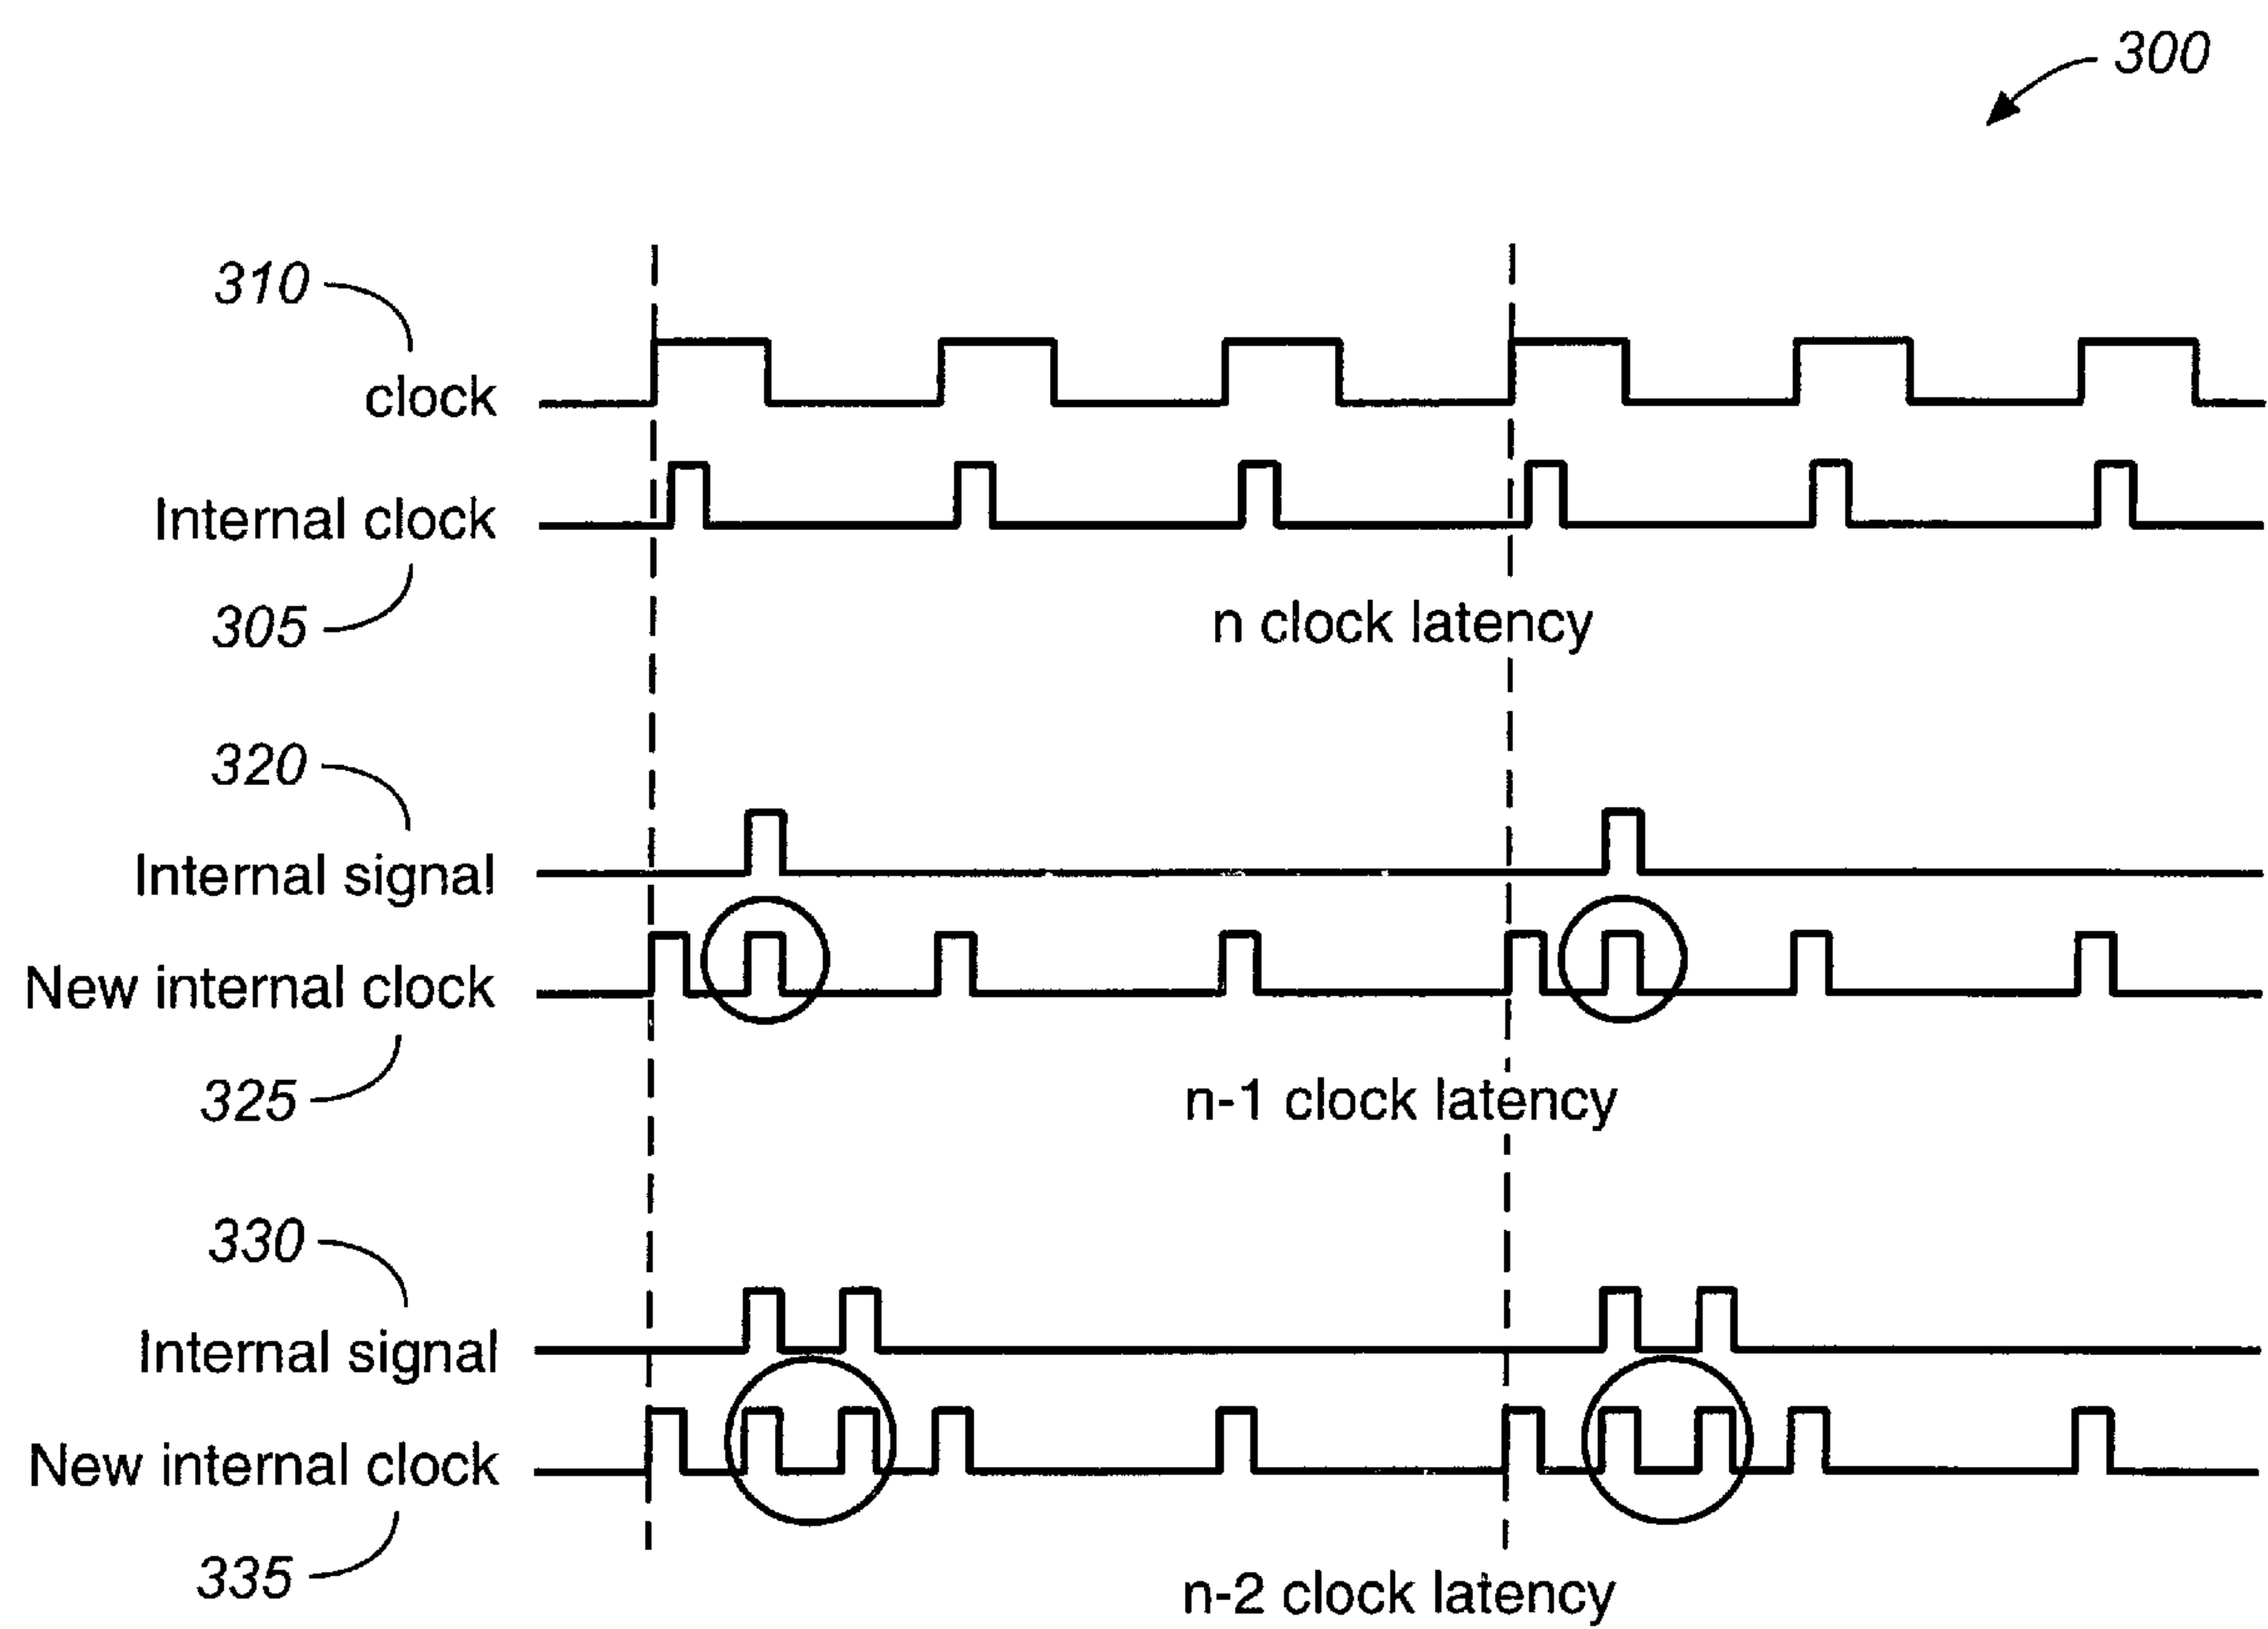 300
310
clock
Internal clock
305
n clock latency
320
Internal signal
New internal clock
325
n-1 clock latency
330
Internal signal
New internal clock
335
n-2 clock latency